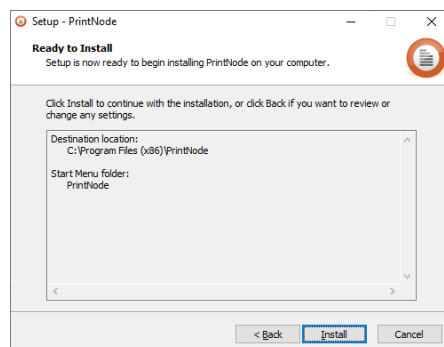 Setup - PrintNode
Ready to Install
Setup is now ready to begin installing PrintNode on your computer.
Click Install to continue with the installation, or click Back if you want to review or
change any settings.
Destination location:
C:\Program Files (x86)\PrintNode
Start Menu folder:
PrintNode
< Back
Install
Cancel